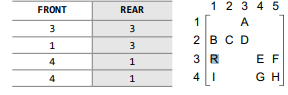 FRONT REAR
3 3
1 3
4 1
4 1
1 2 3 4 5
1 A
2 B C D
3 R E F
4 I G H